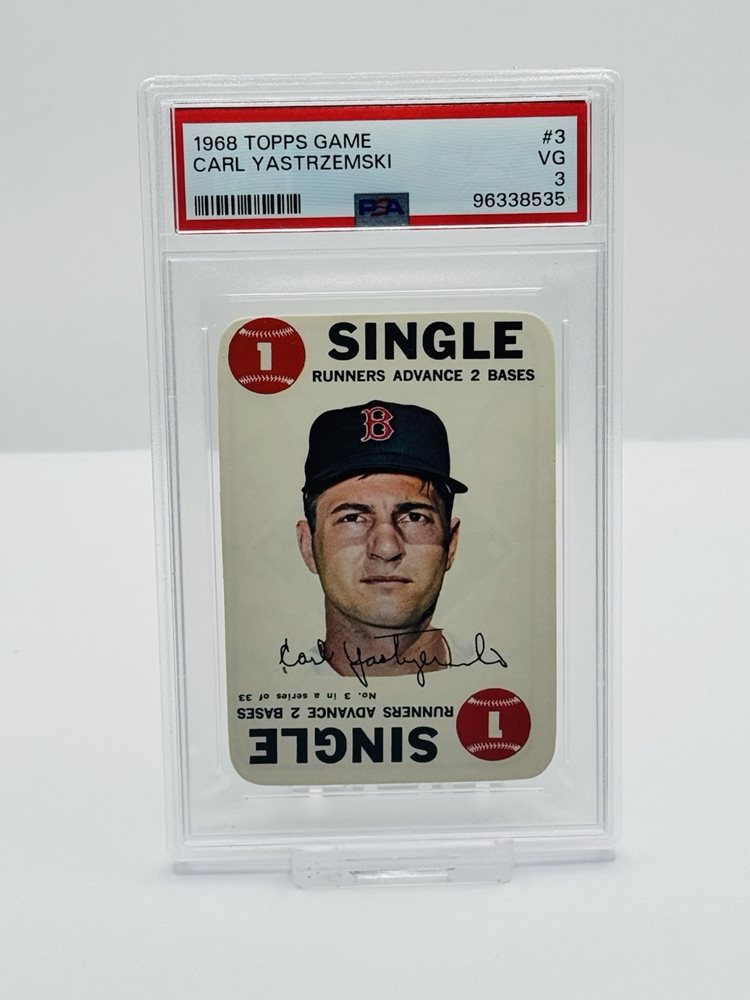 1968 TOPPS GAME #3
CARL YASTRZEMSKI VG
3
96338535
PSA
1 SINGLE
RUNNERS ADVANCE 2 BASES
B
Carl Yastrzemski
No. 3 in a series of 33
RUNNERS ADVANCE 2 BASES
1 SINGLE